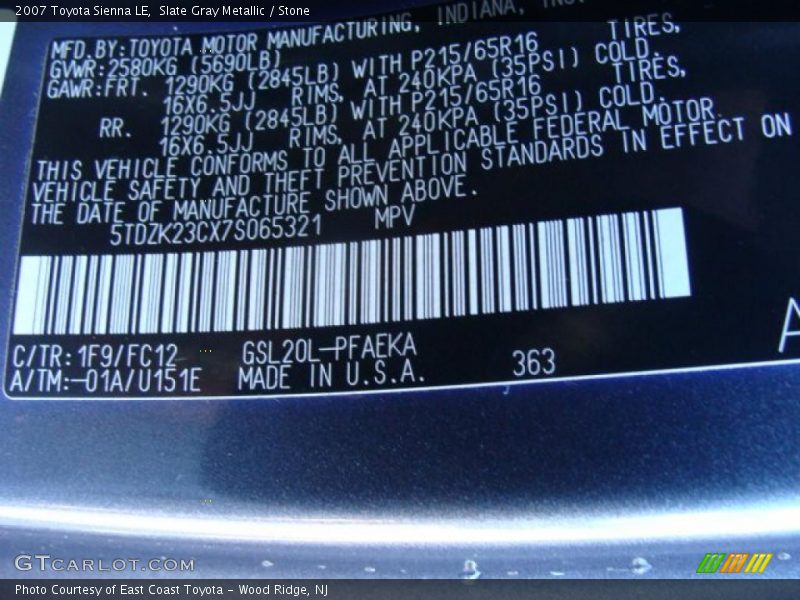 2007 Toyota Sienna LE, Slate Gray Metallic / Stone
MFD.BY:TOYOTA MOTOR MANUFACTURING, INDIANA,
GVWR:2580KG (5690LB)
GAWR:FRT. 1290KG (2845LB) WITH P215/65R16 TIRES,
16X6.5JJ RIMS, AT 240KPA (35PSI) COLD.
RR. 1290KG (2845LB) WITH P215/65R16 TIRES,
16X6.5JJ RIMS, AT 240KPA (35PSI) COLD.
THIS VEHICLE CONFORMS TO ALL APPLICABLE FEDERAL MOTOR
VEHICLE SAFETY AND THEFT PREVENTION STANDARDS IN EFFECT ON
THE DATE OF MANUFACTURE SHOWN ABOVE.
5TDZK23CX7S065321 MPV
C/TR:1F9/FC12 GSL20L-PFAEKA
A/TM:-01A/U151E MADE IN U.S.A. 363
A
GTCARLOT.COM
Photo Courtesy of East Coast Toyota - Wood Ridge, NJ